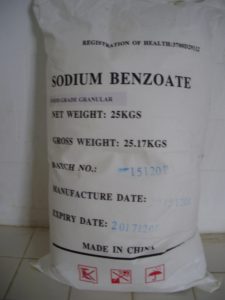 REGISTRATION OF HEALTH:
SODIUM BENZOATE
GRADE GRANULAR
NET WEIGHT: 25KGS
GROSS WEIGHT: 25.17KGS
BATCH NO.:
MANUFACTURE DATE:
EXPIRY DATE:
MADE IN CHINA